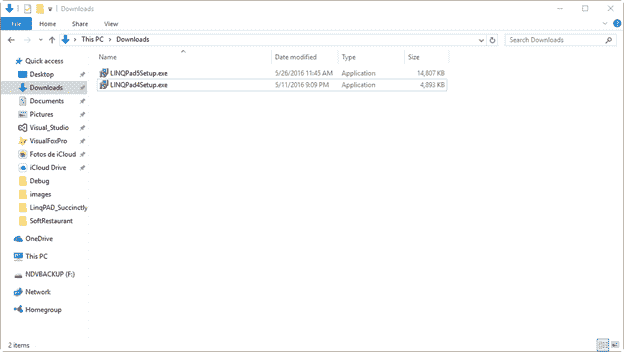 Downloads
File Home Share View
This PC Downloads Search Downloads
Name Date modified Type Size
LINQPad5Setup.exe 5/26/2016 11:45 AM Application 14,807 KB
LINQPad4Setup.exe 5/11/2016 9:09 PM Application 4,893 KB
Quick access
Desktop
Downloads
Documents
Pictures
Visual_Studio
VisualFoxPro
Fotos de iCloud
iCloud Drive
Debug
images
LinqPAD_Succinctly
SoftRestaurant
OneDrive
This PC
NDVBACKUP (F:)
Network
Homegroup
2 items